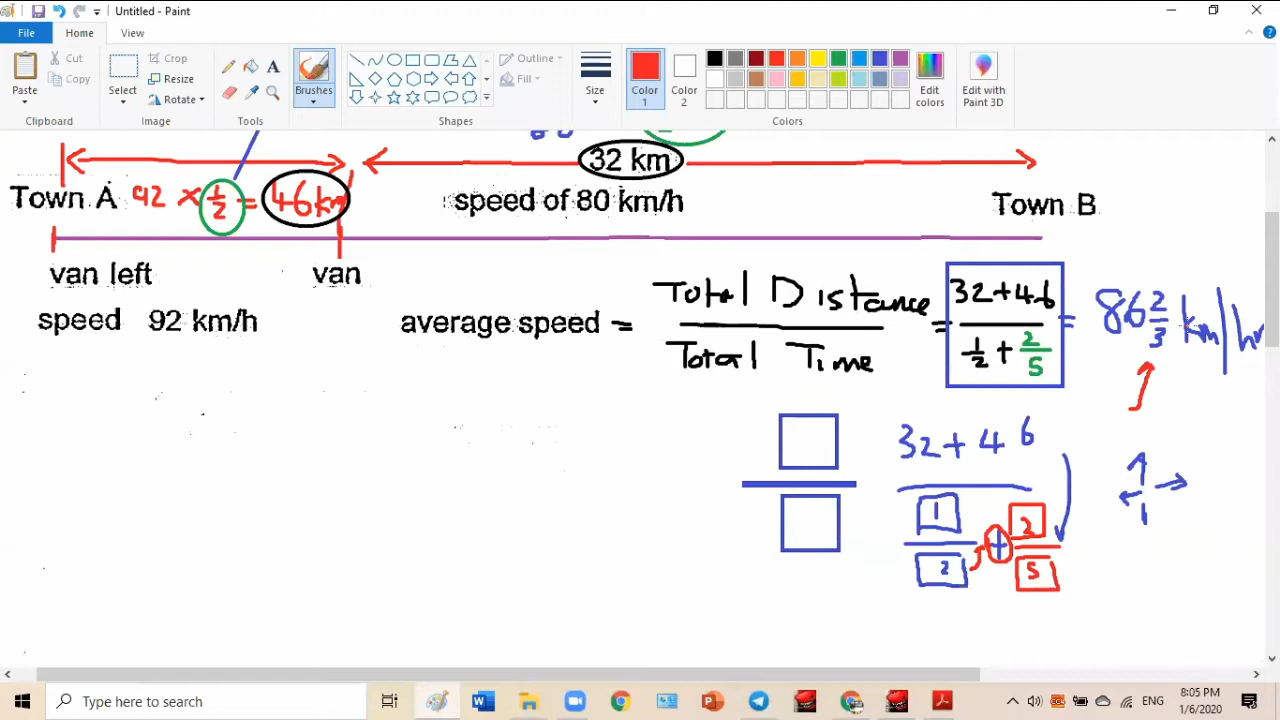 Untitled - Paint
File
Home
View
Paste
Cut
Copy
Clipboard
Select
Crop
Resize
Rotate
Image
A
Tools
Brushes
Shapes
Outline
Fill
Size
Color 1
Color 2
Colors
Edit colors
Edit with Paint 3D
32 km
Town A 92 × 1/2 = 46 km
speed of 80 km/h
Town B
van left
van
speed 92 km/h
average speed = Total Distance / Total Time = 32+46 / 1/2 + 2/5 = 86 2/3 km/hr
32 + 46
1/2 + 2/5
Type here to search
ENG
8:05 PM
1/6/2020